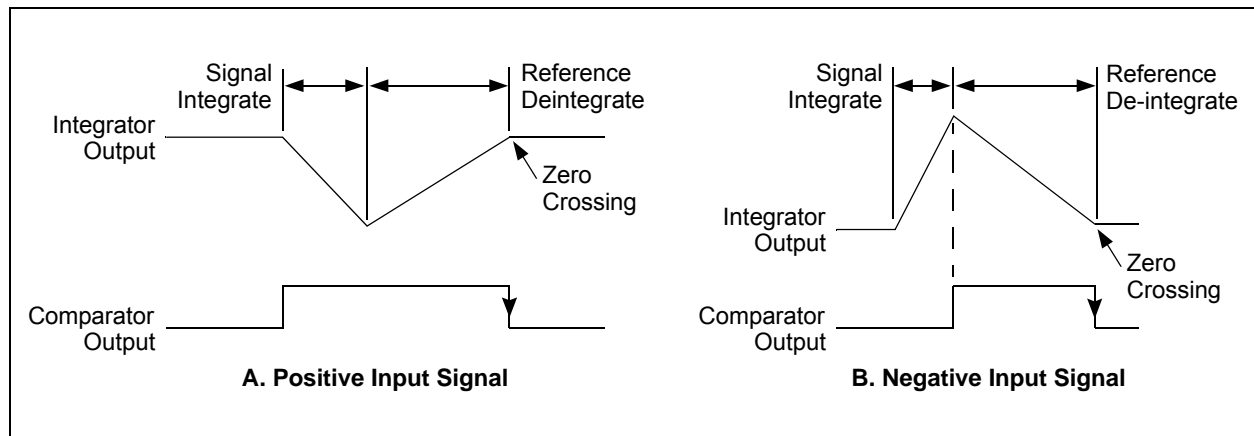 Signal
Integrate
Reference
Deintegrate
Integrator
Output
Zero
Crossing
Comparator
Output
A. Positive Input Signal
Signal
Integrate
Reference
De-integrate
Integrator
Output
Zero
Crossing
Comparator
Output
B. Negative Input Signal